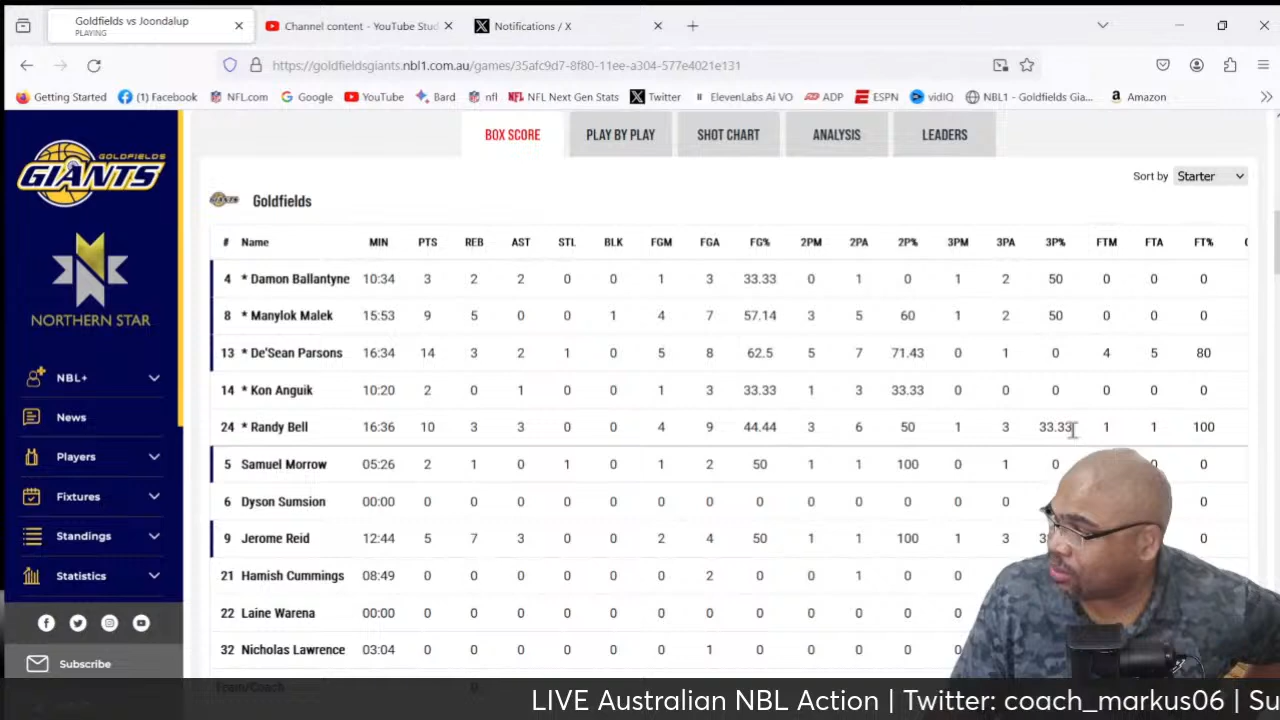 Goldfields vs Joondalup
PLAYING
Channel content - YouTube Stud
Notifications / X
https://goldfieldsgiants.nbl1.com.au/games/35afc9d7-8f80-11ee-a304-577e4021e131
Getting Started (1) Facebook NFL.com Google YouTube Bard nfl NFL Next Gen Stats Twitter ElevenLabs Ai VO ADP ESPN vidIQ NBL1 - Goldfields Gia... Amazon
GOLDFIELDS
GIANTS
NORTHERN STAR
NBL+
News
Players
Fixtures
Standings
Statistics
Subscribe
BOX SCORE PLAY BY PLAY SHOT CHART ANALYSIS LEADERS
Sort by Starter
Goldfields
# Name MIN PTS REB AST STL BLK FGM FGA FG% 2PM 2PA 2P% 3PM 3PA 3P% FTM FTA FT%
4 * Damon Ballantyne 10:34 3 2 2 0 0 1 3 33.33 0 1 0 1 2 50 0 0 0
8 * Manylok Malek 15:53 9 5 0 0 1 4 7 57.14 3 5 60 1 2 50 0 0 0
13 * De'Sean Parsons 16:34 14 3 2 1 0 5 8 62.5 5 7 71.43 0 1 0 4 5 80
14 * Kon Anguik 10:20 2 0 1 0 0 1 3 33.33 1 3 33.33 0 0 0 0 0 0
24 * Randy Bell 16:36 10 3 3 0 0 4 9 44.44 3 6 50 1 3 33.33 1 1 100
5 Samuel Morrow 05:26 2 1 0 1 0 1 2 50 1 1 100 0 1 0 0 0
6 Dyson Sumsion 00:00 0 0 0 0 0 0 0 0 0 0 0 0 0 0
9 Jerome Reid 12:44 5 7 3 0 0 2 4 50 1 1 100 1 3 0
21 Hamish Cummings 08:49 0 0 0 0 0 0 2 0 0 1 0 0 0
22 Laine Warena 00:00 0 0 0 0 0 0 0 0 0 0 0 0 0
32 Nicholas Lawrence 03:04 0 0 0 0 0 0 1 0 0 0 0 0
Team/Coach 0
LIVE Australian NBL Action | Twitter: coach_markus06 | Su